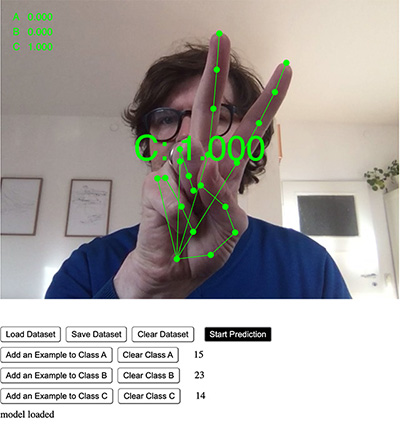 A : 0.000
B : 0.000
C : 1.000
C: 1.000
Load Dataset Save Dataset Clear Dataset Start Prediction
Add an Example to Class A Clear Class A 15
Add an Example to Class B Clear Class B 23
Add an Example to Class C Clear Class C 14
model loaded